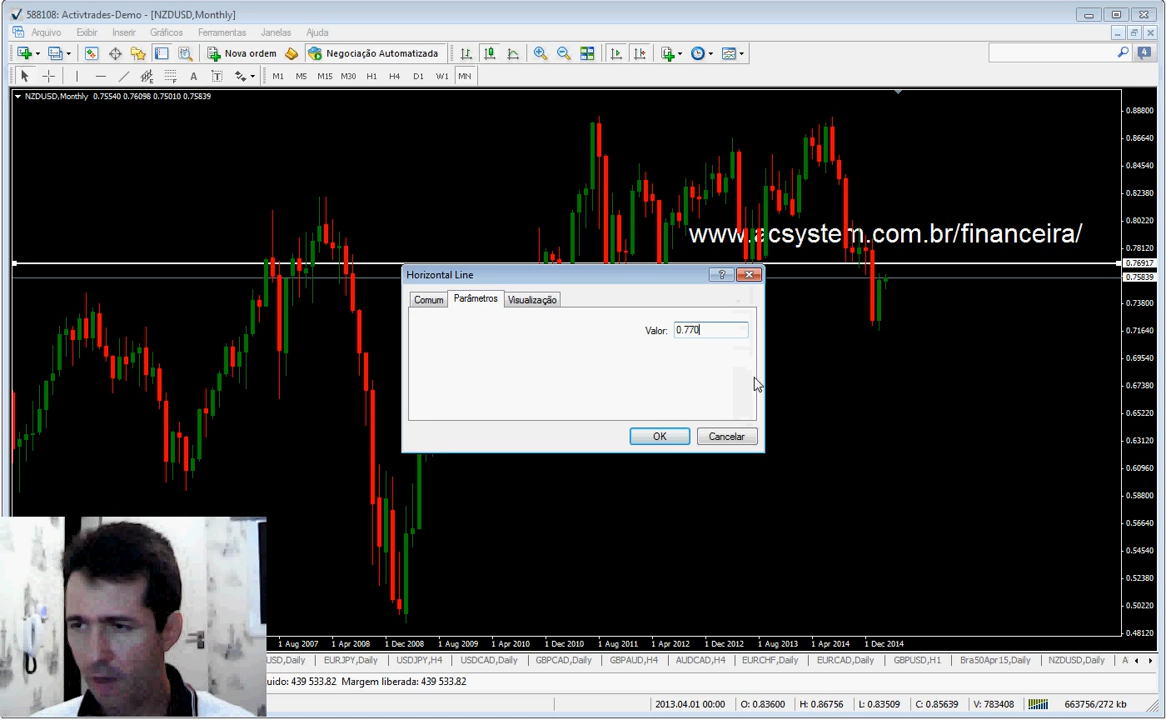 588108: Activtrades-Demo - [NZDUSD,Monthly]
Arquivo Exibir Inserir Gráficos Ferramentas Janelas Ajuda
Nova ordem Negociação Automatizada
4
A T M1 M5 M15 M30 H1 H4 D1 W1 MN
NZDUSD,Monthly 0.75540 0.76098 0.75010 0.75839
0.88800
0.86640
0.84540
0.82380
0.80220
www.acsystem.com.br/financeira/
0.78120
0.76917
0.75839
Horizontal Line
Comum Parâmetros Visualização
0.73800
Valor: 0.770
0.71640
0.69540
0.67380
0.65220
OK Cancelar
0.63120
0.60960
0.58800
0.56640
0.54540
0.52380
0.50220
0.48120
1 Aug 2007 1 Apr 2008 1 Dec 2008 1 Aug 2009 1 Apr 2010 1 Dec 2010 1 Aug 2011 1 Apr 2012 1 Dec 2012 1 Aug 2013 1 Apr 2014 1 Dec 2014
USD,Daily EURJPY,Daily USDJPY,H4 USDCAD,Daily GBPCAD,Daily GBPAUD,H4 AUDCAD,H4 EURCHF,Daily EURCAD,Daily GBPUSD,H1 Bra50Apr15,Daily NZDUSD,Daily
uido: 439 533.82 Margem liberada: 439 533.82
2013.04.01 00:00 O: 0.83600 H: 0.86756 L: 0.83509 C: 0.85639 V: 783408 663756/272 kb